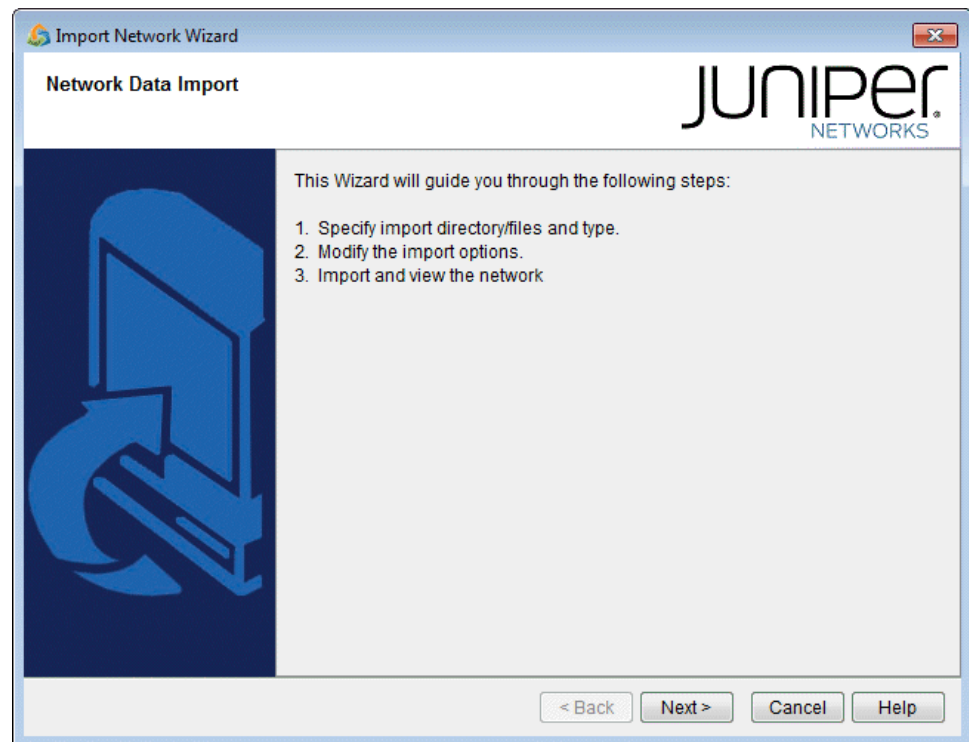 Import Network Wizard
Network Data Import
JUNIPER
NETWORKS
This Wizard will guide you through the following steps:
1. Specify import directory/files and type.
2. Modify the import options.
3. Import and view the network
< Back
Next >
Cancel
Help